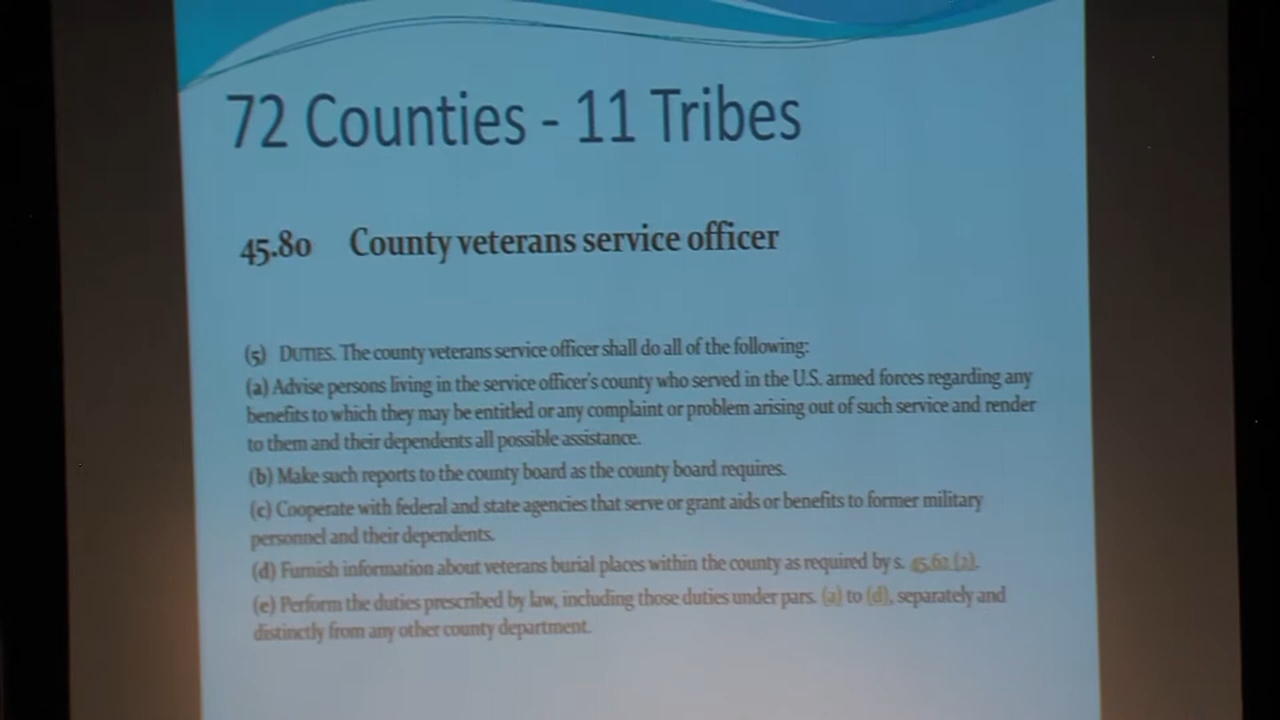 72 Counties - 11 Tribes
45.80 County veterans service officer
(5) DUTIES. The county veterans service officer shall do all of the following:
(a) Advise persons living in the service officer's county who served in the U.S. armed forces regarding any
benefits to which they may be entitled or any complaint or problem arising out of such service and render
to them and their dependents all possible assistance.
(b) Make such reports to the county board as the county board requires.
(c) Cooperate with federal and state agencies that serve or grant aids or benefits to former military
personnel and their dependents.
(d) Furnish information about veterans burial places within the county as required by s. 45.62 (2).
(e) Perform the duties prescribed by law, including those duties under pars. (a) to (d), separately and
distinctly from any other county department.